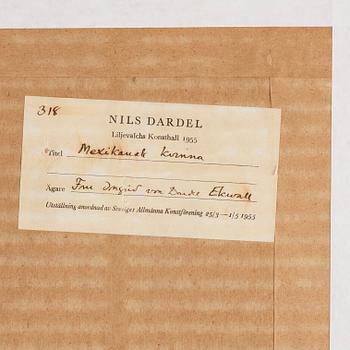 318
NILS DARDEL
Liljevalchs Konsthall 1955
Titel Mexikansk kvinna
Ägare Fru Ingrid von Dardel Ekwall
Utställning anordnad av Sveriges Allmänna Konstförening 25/3—1/5 1955